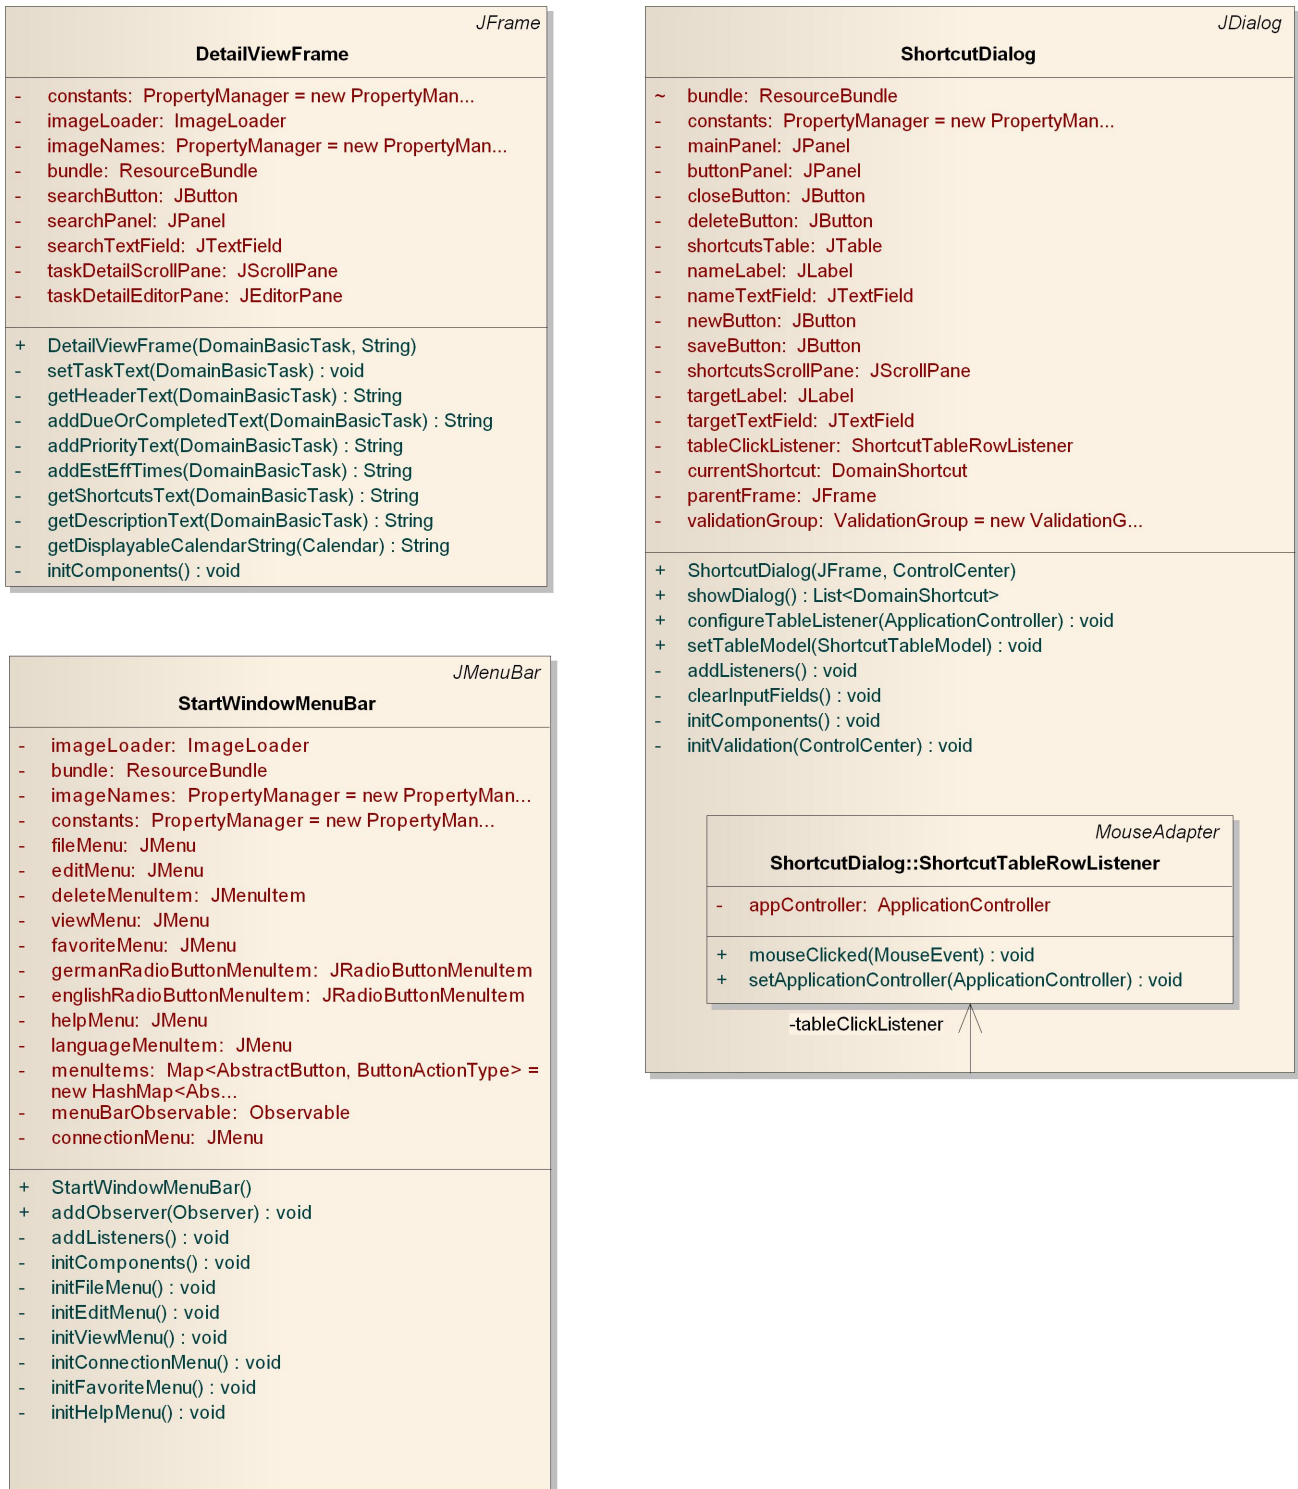 JFrame
DetailViewFrame
- constants: PropertyManager = new PropertyMan...
- imageLoader: ImageLoader
- imageNames: PropertyManager = new PropertyMan...
- bundle: ResourceBundle
- searchButton: JButton
- searchPanel: JPanel
- searchTextField: JTextField
- taskDetailScrollPane: JScrollPane
- taskDetailEditorPane: JEditorPane
+ DetailViewFrame(DomainBasicTask, String)
- setTaskText(DomainBasicTask) : void
- getHeaderText(DomainBasicTask) : String
- addDueOrCompletedText(DomainBasicTask) : String
- addPriorityText(DomainBasicTask) : String
- addEstEffTimes(DomainBasicTask) : String
- getShortcutsText(DomainBasicTask) : String
- getDescriptionText(DomainBasicTask) : String
- getDisplayableCalendarString(Calendar) : String
- initComponents() : void
JMenuBar
StartWindowMenuBar
- imageLoader: ImageLoader
- bundle: ResourceBundle
- imageNames: PropertyManager = new PropertyMan...
- constants: PropertyManager = new PropertyMan...
- fileMenu: JMenu
- editMenu: JMenu
- deleteMenuItem: JMenuItem
- viewMenu: JMenu
- favoriteMenu: JMenu
- germanRadioButtonMenuItem: JRadioButtonMenuItem
- englishRadioButtonMenuItem: JRadioButtonMenuItem
- helpMenu: JMenu
- languageMenuItem: JMenu
- menuItems: Map<AbstractButton, ButtonActionType> =
new HashMap<Abs...
- menuBarObservable: Observable
- connectionMenu: JMenu
+ StartWindowMenuBar()
+ addObserver(Observer) : void
- addListeners() : void
- initComponents() : void
- initFileMenu() : void
- initEditMenu() : void
- initViewMenu() : void
- initConnectionMenu() : void
- initFavoriteMenu() : void
- initHelpMenu() : void
JDialog
ShortcutDialog
~ bundle: ResourceBundle
- constants: PropertyManager = new PropertyMan...
- mainPanel: JPanel
- buttonPanel: JPanel
- closeButton: JButton
- deleteButton: JButton
- shortcutsTable: JTable
- nameLabel: JLabel
- nameTextField: JTextField
- newButton: JButton
- saveButton: JButton
- shortcutsScrollPane: JScrollPane
- targetLabel: JLabel
- targetTextField: JTextField
- tableClickListener: ShortcutTableRowListener
- currentShortcut: DomainShortcut
- parentFrame: JFrame
- validationGroup: ValidationGroup = new ValidationG...
+ ShortcutDialog(JFrame, ControlCenter)
+ showDialog() : List<DomainShortcut>
+ configureTableListener(ApplicationController) : void
+ setTableModel(ShortcutTableModel) : void
- addListeners() : void
- clearInputFields() : void
- initComponents() : void
- initValidation(ControlCenter) : void
MouseAdapter
ShortcutDialog::ShortcutTableRowListener
- appController: ApplicationController
+ mouseClicked(MouseEvent) : void
+ setApplicationController(ApplicationController) : void
-tableClickListener